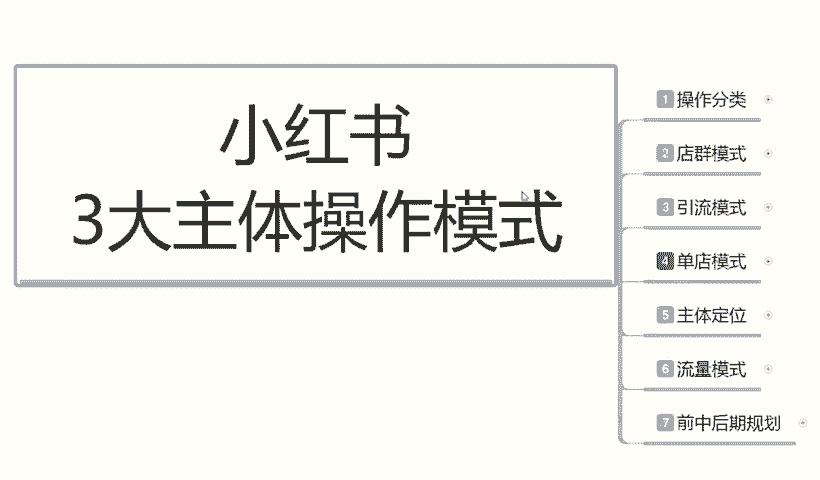 小红书
3大主体操作模式
1 操作分类
2 店群模式
3 引流模式
4 单店模式
5 主体定位
6 流量模式
7 前中后期规划